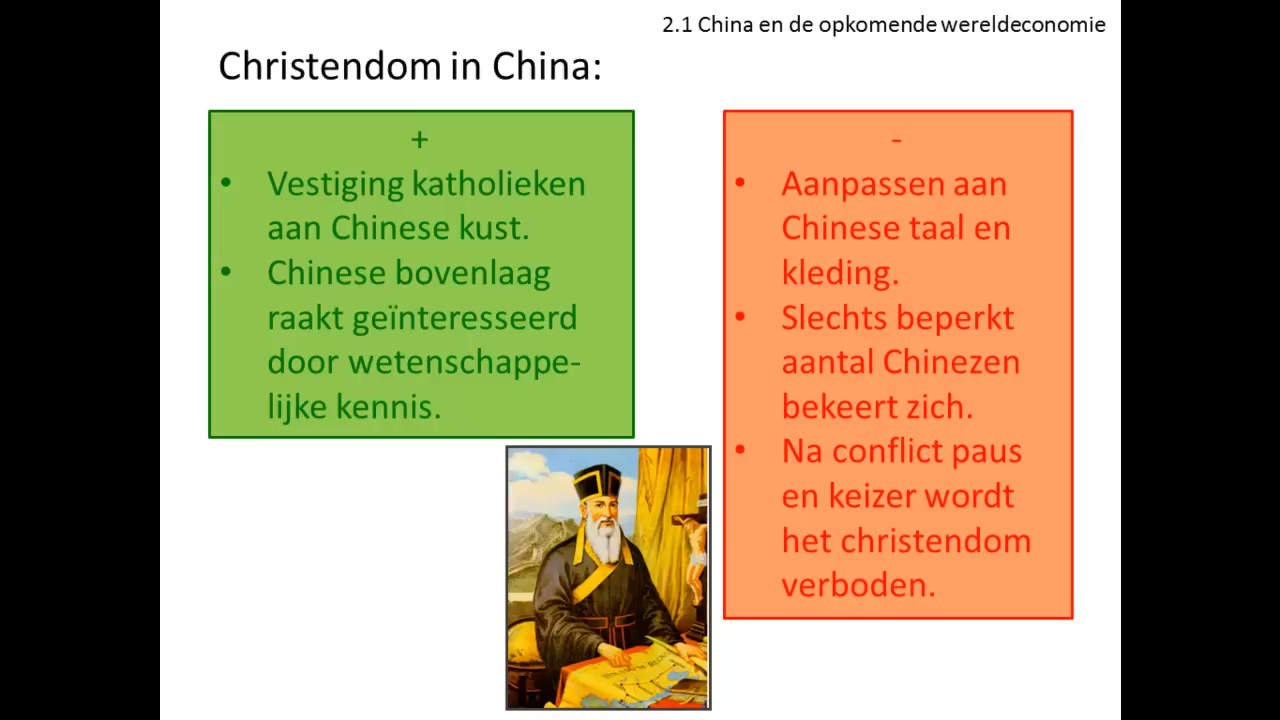 2.1 China en de opkomende wereldeconomie
Christendom in China:
+
• Vestiging katholieken
aan Chinese kust.
• Chinese bovenlaag
raakt geïnteresseerd
door wetenschappe-
lijke kennis.
-
• Aanpassen aan
Chinese taal en
kleding.
• Slechts beperkt
aantal Chinezen
bekeert zich.
• Na conflict paus
en keizer wordt
het christendom
verboden.